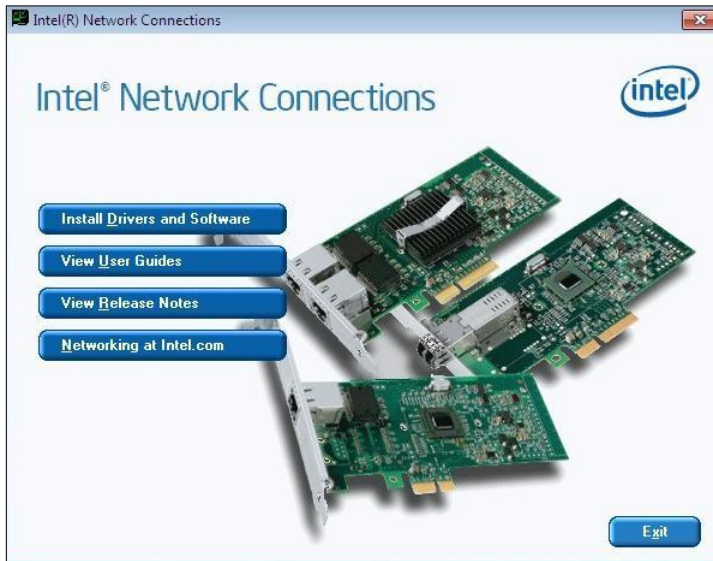 Intel(R) Network Connections
Intel® Network Connections
intel
Install Drivers and Software
View User Guides
View Release Notes
Networking at Intel.com
Exit